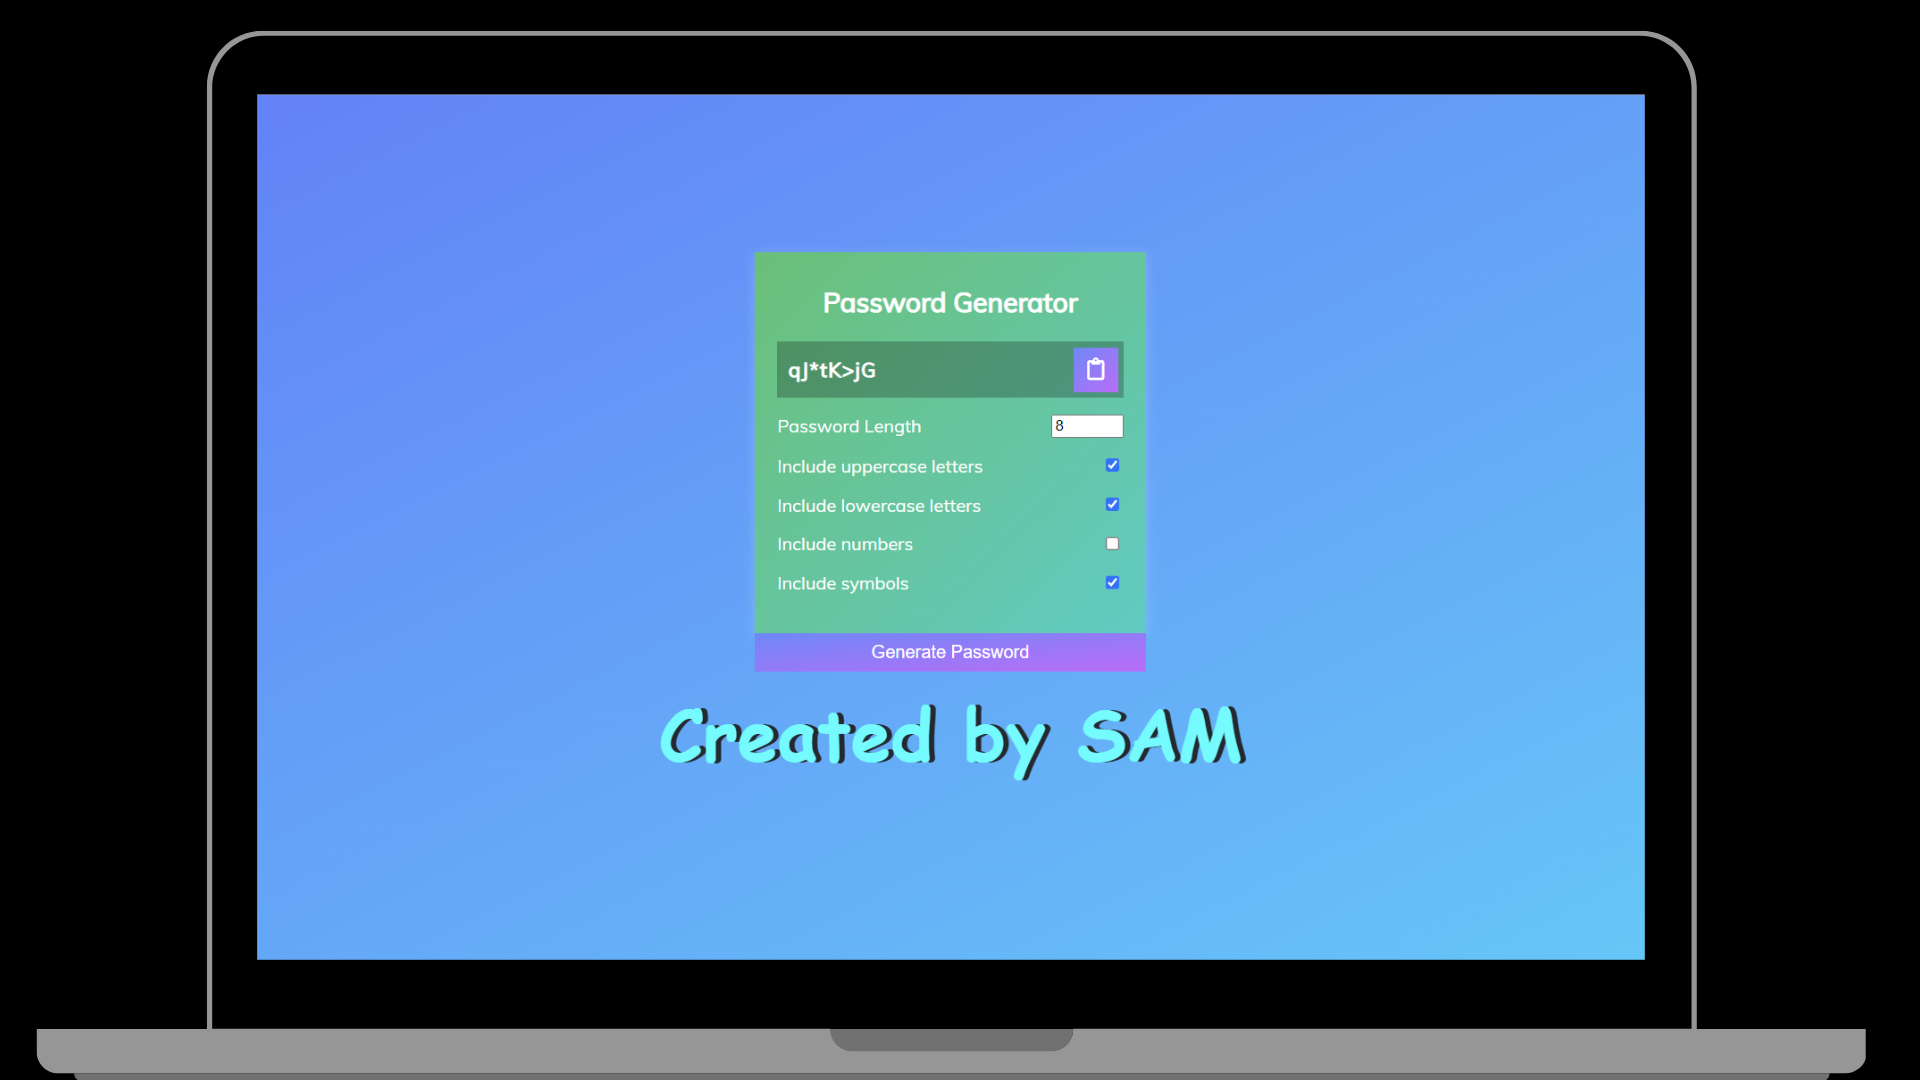 Password Generator
qJ*tK>jG
Password Length 8
Include uppercase letters
Include lowercase letters
Include numbers
Include symbols
Generate Password
Created by SAM